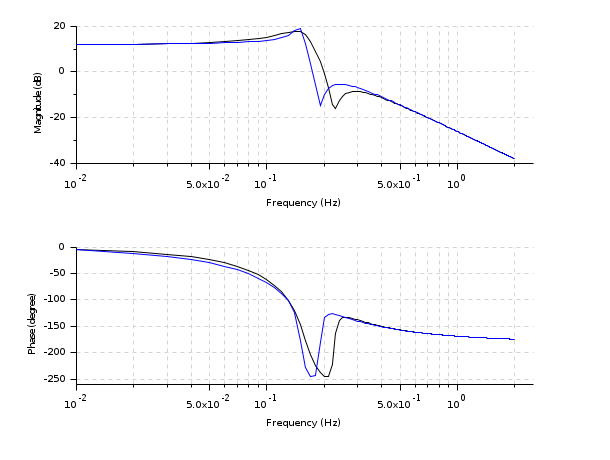 20
0
-20
-40
Magnitude (dB)
10^-2
5.0x10^-2
10^-1
5.0x10^-1
10^0
Frequency (Hz)
0
-50
-100
-150
-200
-250
Phase (degree)
10^-2
5.0x10^-2
10^-1
5.0x10^-1
10^0
Frequency (Hz)